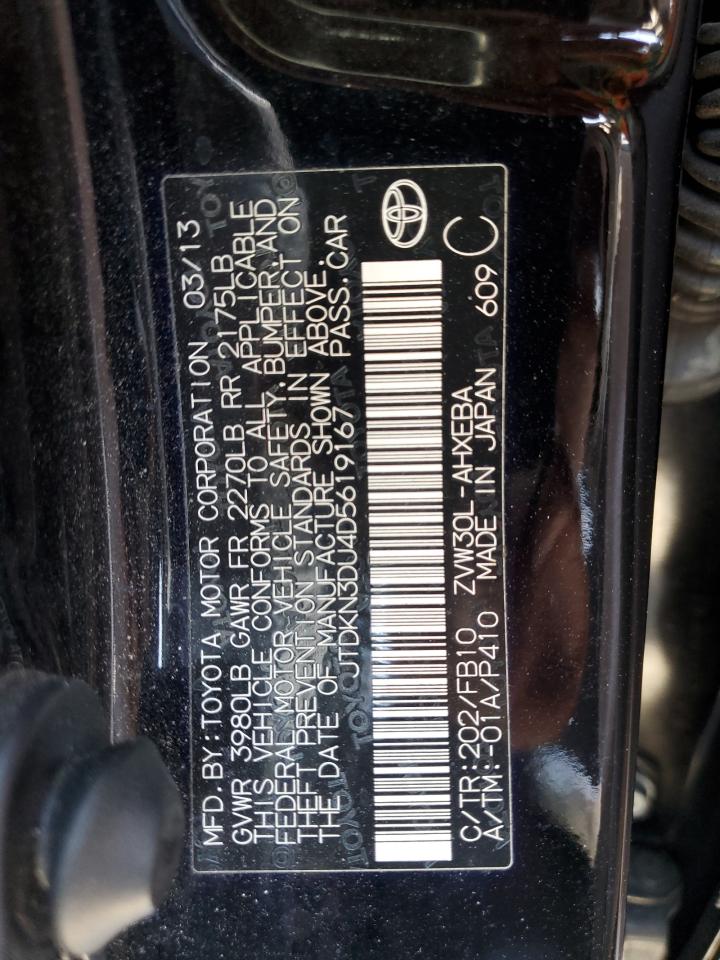 MFD.BY:TOYOTA MOTOR CORPORATION 03/13
GVWR 3980LB GAWR FR 2270LB RR 2175LB
THIS VEHICLE CONFORMS TO ALL APPLICABLE
FEDERAL MOTOR VEHICLE SAFETY,BUMPER,AND
THEFT PREVENTION STANDARDS IN EFFECT ON
THE DATE OF MANUFACTURE SHOWN ABOVE.
JTDKN3DU4D5619167 PASS.CAR
C/TR:202/FB10 ZVW30L-AHXEBA
A/TM:-01A/P410 MADE IN JAPAN 609 C